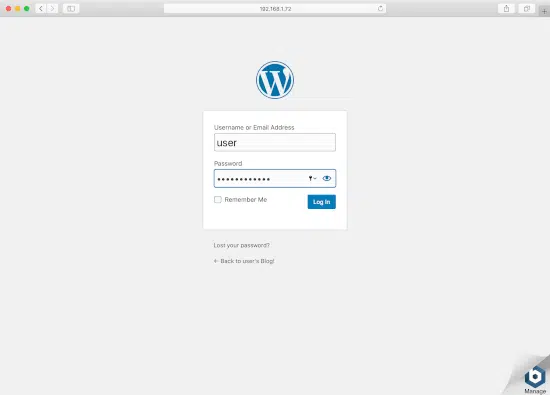 192.168.1.72
Username or Email Address
user
Password
Remember Me
Log In
Lost your password?
← Back to user's Blog!
Manage